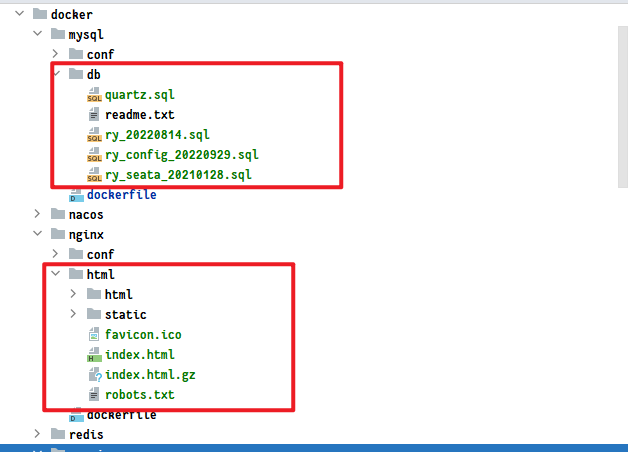 docker
mysql
conf
db
quartz.sql
readme.txt
ry_20220814.sql
ry_config_20220929.sql
ry_seata_20210128.sql
dockerfile
nacos
nginx
conf
html
html
static
favicon.ico
index.html
index.html.gz
robots.txt
dockerfile
redis